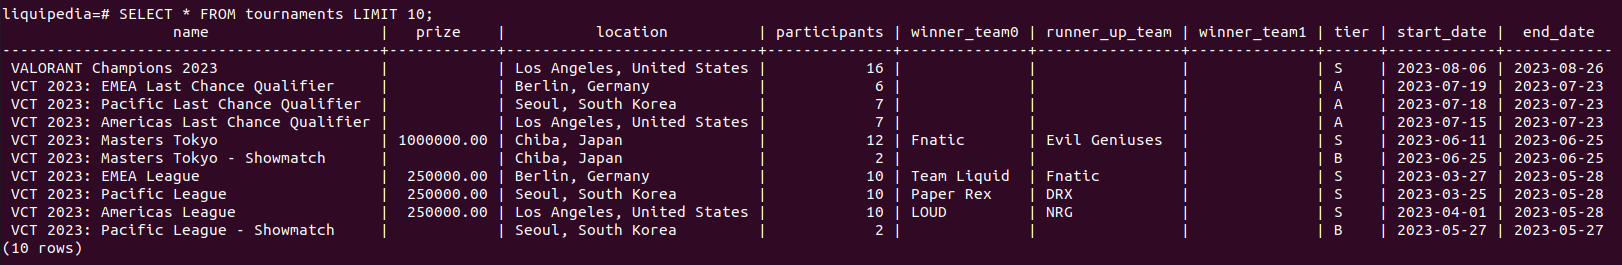 liquipedia=# SELECT * FROM tournaments LIMIT 10;
                   name                   |   prize    |          location          | participants | winner_team0 | runner_up_team | winner_team1 | tier | start_date |  end_date
------------------------------------------+------------+----------------------------+--------------+--------------+----------------+--------------+------+------------+------------
 VALORANT Champions 2023                  |            | Los Angeles, United States |           16 |              |                |              | S    | 2023-08-06 | 2023-08-26
 VCT 2023: EMEA Last Chance Qualifier     |            | Berlin, Germany            |            6 |              |                |              | A    | 2023-07-19 | 2023-07-23
 VCT 2023: Pacific Last Chance Qualifier  |            | Seoul, South Korea         |            7 |              |                |              | A    | 2023-07-18 | 2023-07-23
 VCT 2023: Americas Last Chance Qualifier |            | Los Angeles, United States |            7 |              |                |              | A    | 2023-07-15 | 2023-07-23
 VCT 2023: Masters Tokyo                  | 1000000.00 | Chiba, Japan               |           12 | Fnatic       | Evil Geniuses  |              | S    | 2023-06-11 | 2023-06-25
 VCT 2023: Masters Tokyo - Showmatch      |            | Chiba, Japan               |            2 |              |                |              | B    | 2023-06-25 | 2023-06-25
 VCT 2023: EMEA League                    |  250000.00 | Berlin, Germany            |           10 | Team Liquid  | Fnatic         |              | S    | 2023-03-27 | 2023-05-28
 VCT 2023: Pacific League                 |  250000.00 | Seoul, South Korea         |           10 | Paper Rex    | DRX            |              | S    | 2023-03-25 | 2023-05-28
 VCT 2023: Americas League                |  250000.00 | Los Angeles, United States |           10 | LOUD         | NRG            |              | S    | 2023-04-01 | 2023-05-28
 VCT 2023: Pacific League - Showmatch     |            | Seoul, South Korea         |            2 |              |                |              | B    | 2023-05-27 | 2023-05-27
(10 rows)